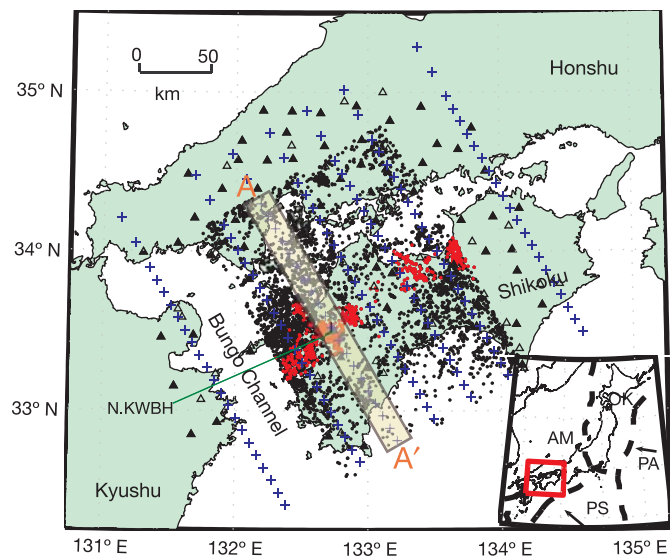 0 50
km
Honshu
35° N
A
34° N
Shikoku
Bungo Channel
33° N
N.KWBH
A′
OK
AM
PA
PS
Kyushu
131° E 132° E 133° E 134° E 135° E